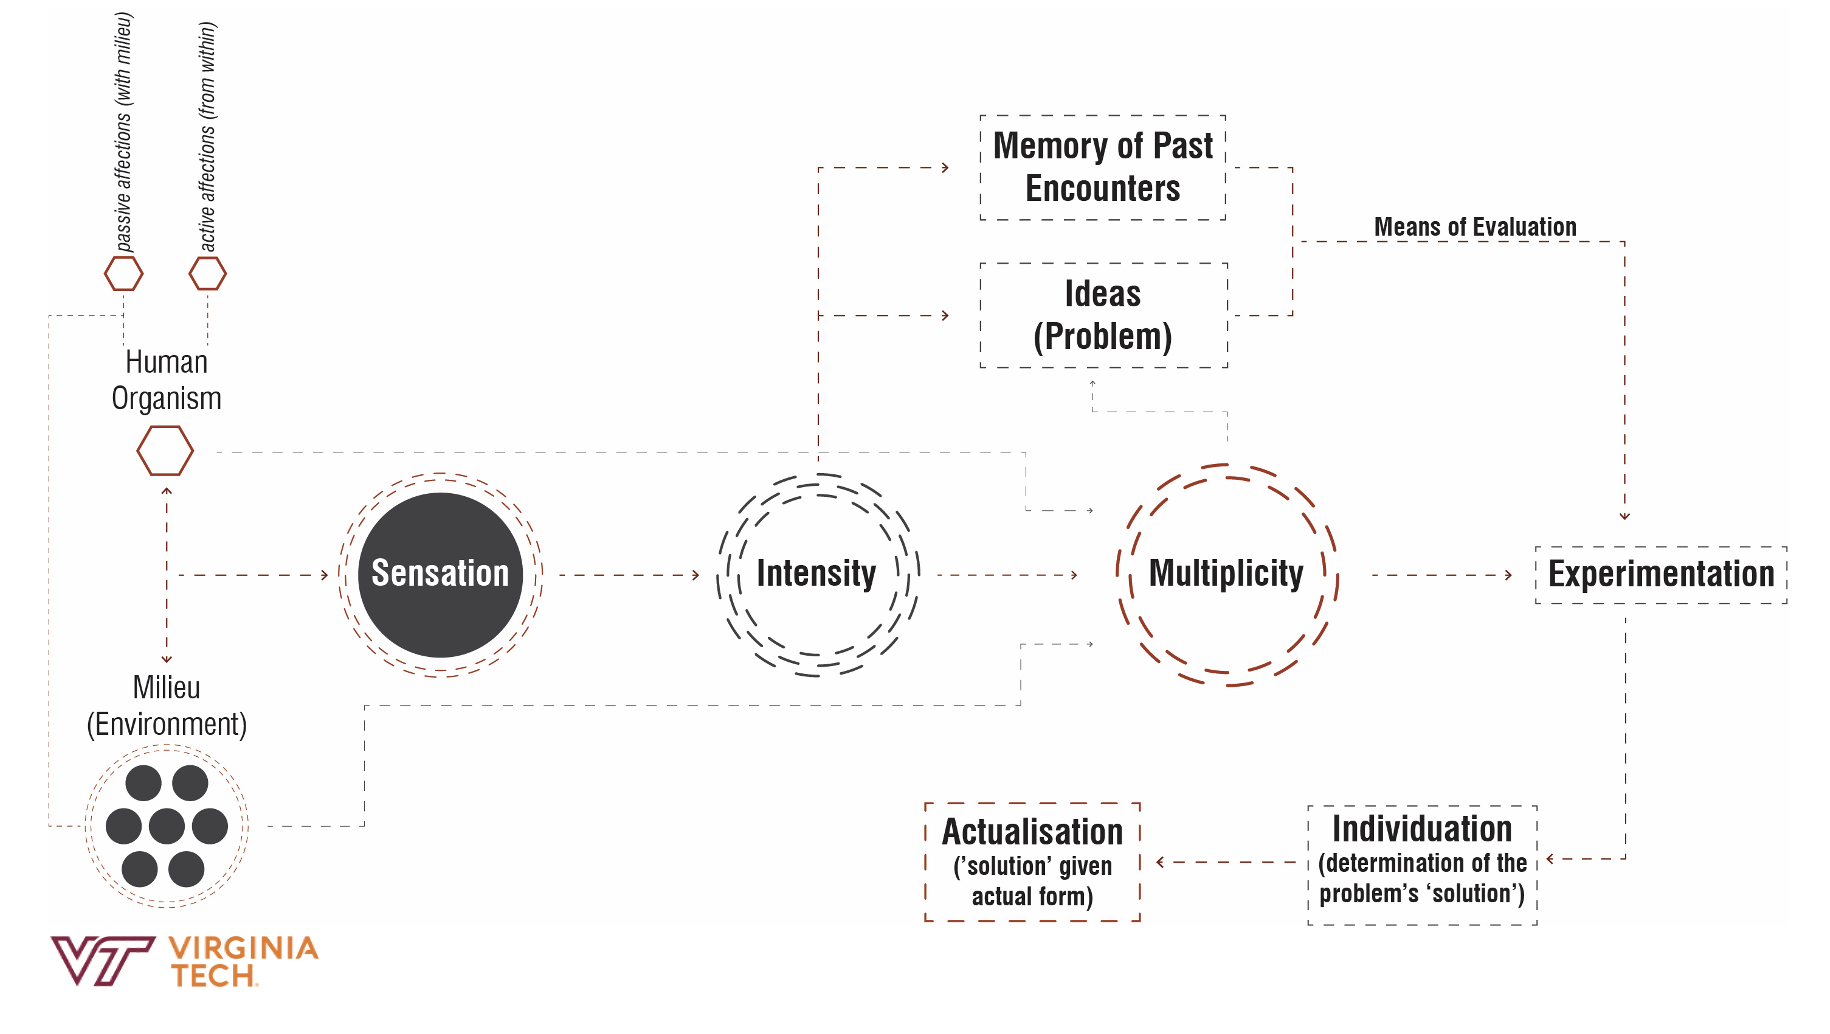 passive affections (with milieu)
active affections (from within)
Memory of Past
Encounters
Means of Evaluation
Ideas
(Problem)
Human
Organism
Sensation
Intensity
Multiplicity
Experimentation
Milieu
(Environment)
Actualisation
(’solution’ given
actual form)
Individuation
(determination of the
problem’s ‘solution’)
VT
VIRGINIA
TECH®